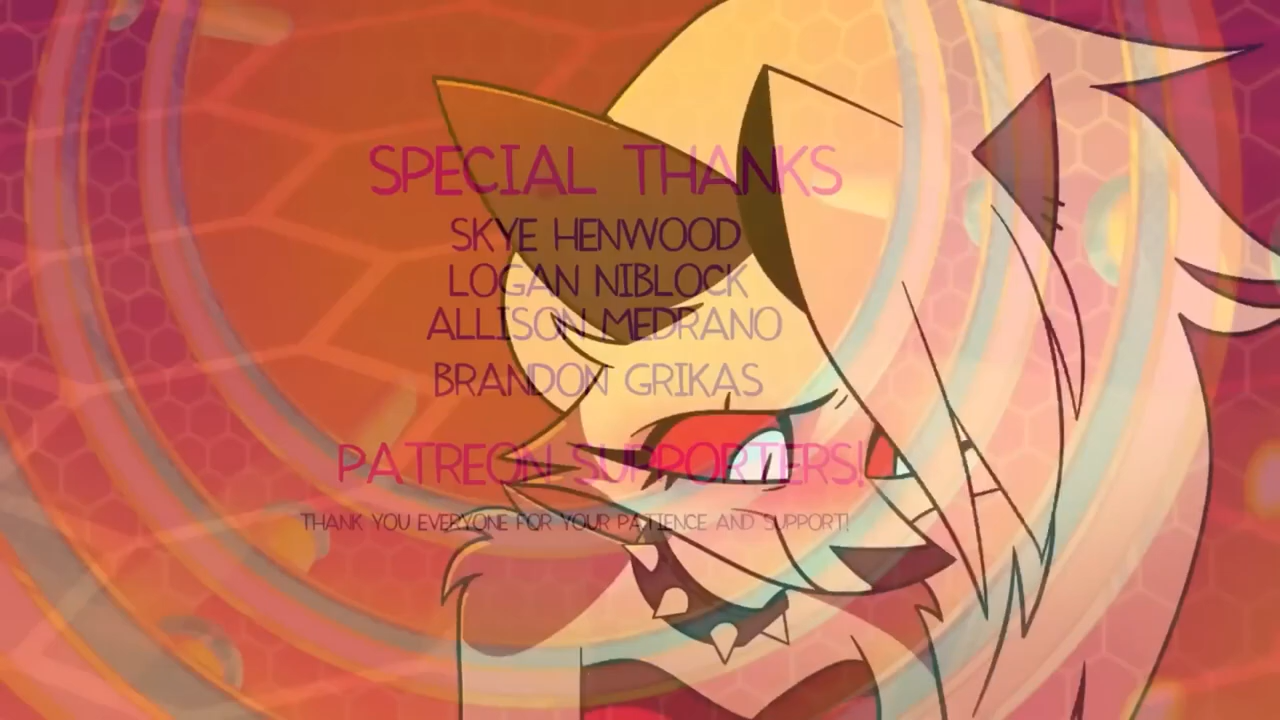 SPECIAL THANKS
SKYE HENWOOD
LOGAN NIBLOCK
ALLISON MEDRANO
BRANDON GRIKAS
PATREON SUPPORTERS!
THANK YOU EVERYONE FOR YOUR PATIENCE AND SUPPORT!